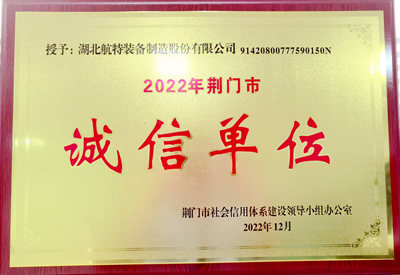 授予：湖北航特装备制造股份有限公司 91420800777590150N
2022年荆门市
诚信单位
荆门市社会信用体系建设领导小组办公室
2022年12月